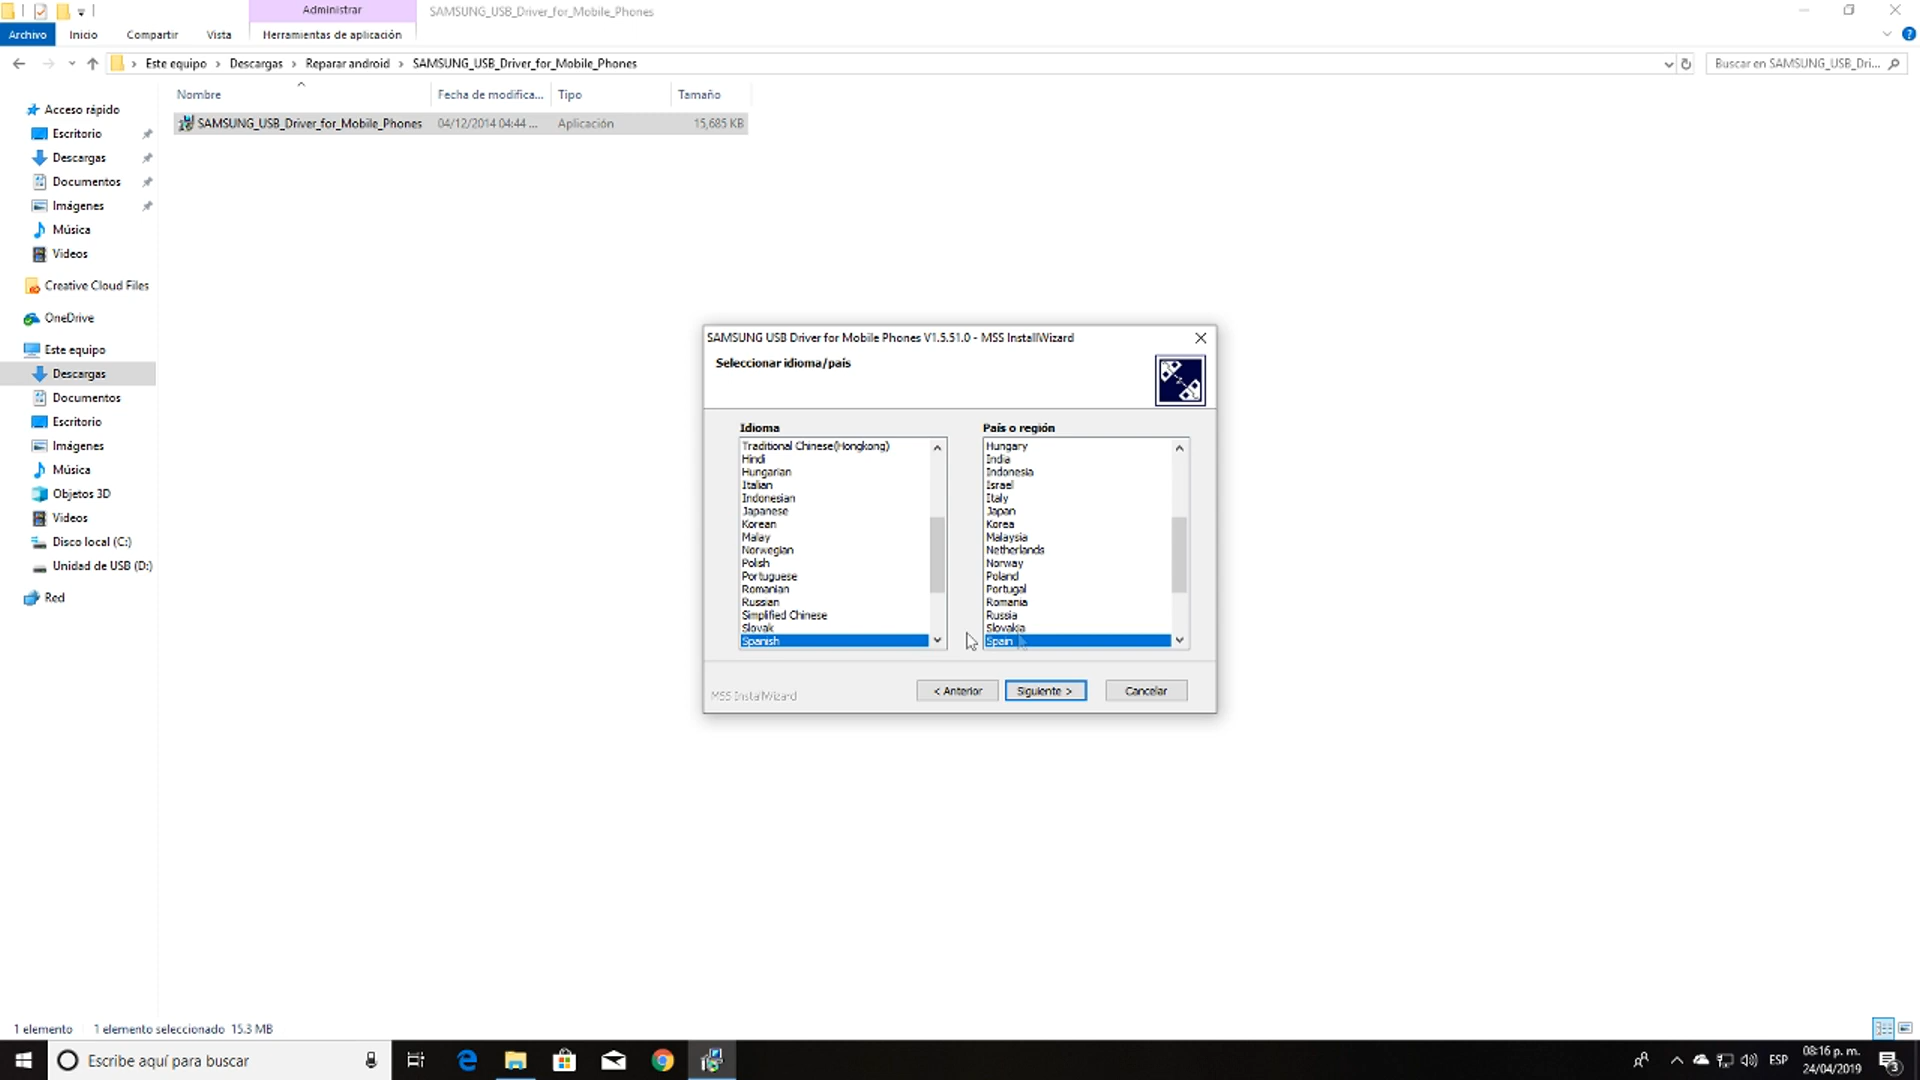 Administrar
SAMSUNG_USB_Driver_for_Mobile_Phones
Archivo
Inicio
Compartir
Vista
Herramientas de aplicación
Este equipo
Descargas
Reparar android
SAMSUNG_USB_Driver_for_Mobile_Phones
Buscar en SAMSUNG_USB_Dri...
Nombre
Fecha de modifica...
Tipo
Tamaño
SAMSUNG_USB_Driver_for_Mobile_Phones
04/12/2014 04:44 ...
Aplicación
15,685 KB
Acceso rápido
Escritorio
Descargas
Documentos
Imágenes
Música
Videos
Creative Cloud Files
OneDrive
Este equipo
Descargas
Documentos
Escritorio
Imágenes
Música
Objetos 3D
Videos
Disco local (C:)
Unidad de USB (D:)
Red
SAMSUNG USB Driver for Mobile Phones V1.5.51.0 - MSS InstallWizard
Seleccionar idioma/país
Idioma
Traditional Chinese(Hongkong)
Hindi
Hungarian
Italian
Indonesian
Japanese
Korean
Malay
Norwegian
Polish
Portuguese
Romanian
Russian
Simplified Chinese
Slovak
Spanish
País o región
Hungary
India
Indonesia
Israel
Italy
Japan
Korea
Malaysia
Netherlands
Norway
Poland
Portugal
Romania
Russia
Slovakia
Spain
MSS InstallWizard
< Anterior
Siguiente >
Cancelar
1 elemento
1 elemento seleccionado 15.3 MB
Escribe aquí para buscar
ESP
08:16 p. m.
24/04/2019
3